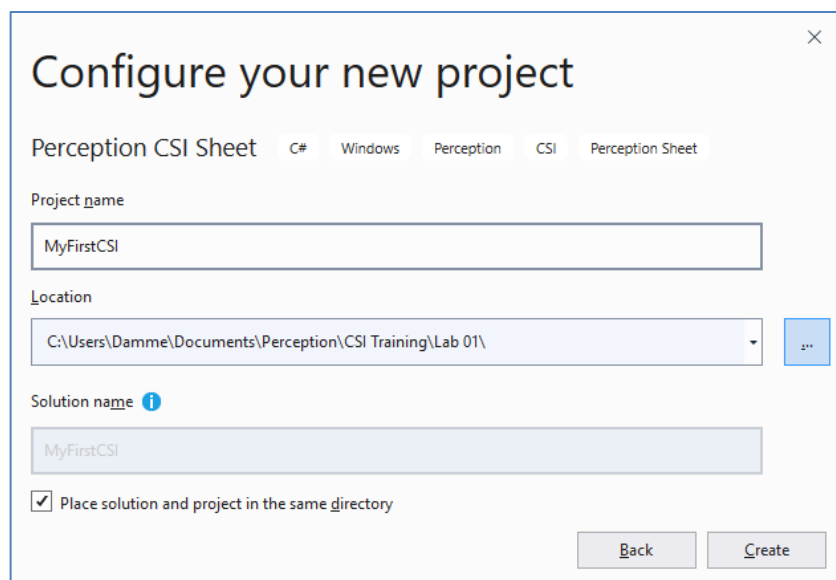 Configure your new project
Perception CSI Sheet C# Windows Perception CSI Perception Sheet
Project name
MyFirstCSI
Location
C:\Users\Damme\Documents\Perception\CSI Training\Lab 01\
...
Solution name
MyFirstCSI
Place solution and project in the same directory
Back Create